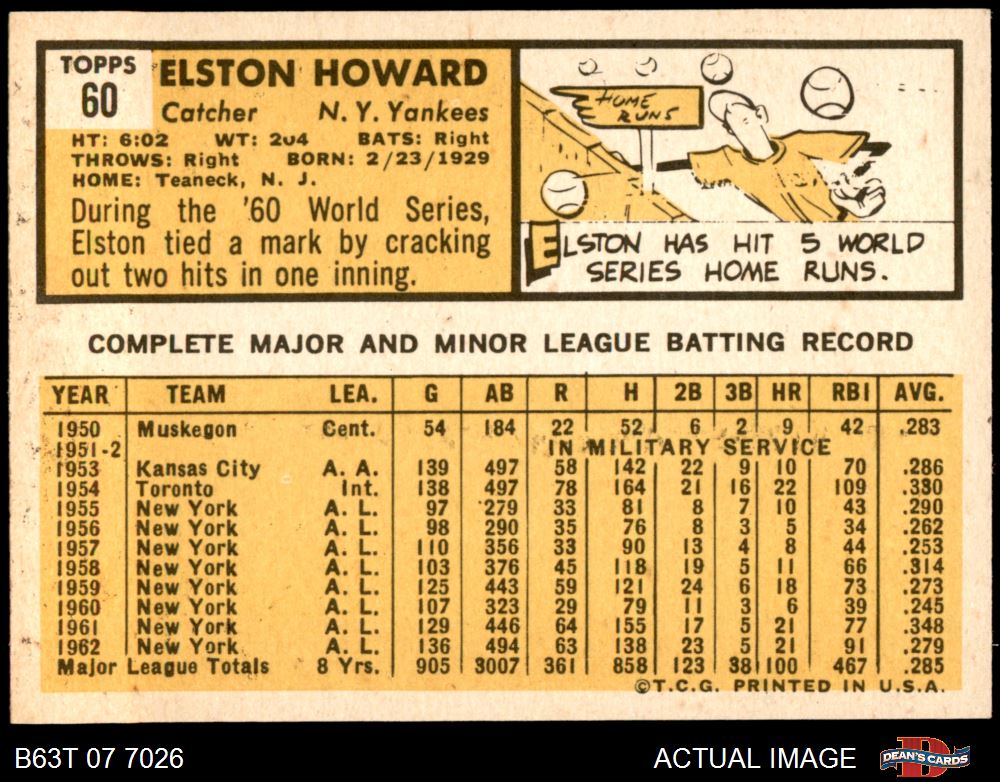 TOPPS
60
ELSTON HOWARD
Catcher N. Y. Yankees
HT: 6:02 WT: 204 BATS: Right
THROWS: Right BORN: 2/23/1929
HOME: Teaneck, N. J.
During the '60 World Series,
Elston tied a mark by cracking
out two hits in one inning.
HOME
RUNS
ELSTON HAS HIT 5 WORLD
SERIES HOME RUNS.
COMPLETE MAJOR AND MINOR LEAGUE BATTING RECORD
YEAR TEAM LEA. G AB R H 2B 3B HR RBI AVG.
1950 Muskegon Cent. 54 184 22 52 6 2 9 42 .283
1951-2 IN MILITARY SERVICE
1953 Kansas City A. A. 139 497 58 142 22 9 10 70 .286
1954 Toronto Int. 138 497 78 164 21 16 22 109 .330
1955 New York A. L. 97 279 33 81 8 7 10 43 .290
1956 New York A. L. 98 290 35 76 8 3 5 34 .262
1957 New York A. L. 110 356 33 90 13 4 8 44 .253
1958 New York A. L. 103 376 45 118 19 5 11 66 .314
1959 New York A. L. 125 443 59 121 24 6 18 73 .273
1960 New York A. L. 107 323 29 79 11 3 6 39 .245
1961 New York A. L. 129 446 64 155 17 5 21 77 .348
1962 New York A. L. 136 494 63 138 23 5 21 91 .279
Major League Totals 8 Yrs. 905 3007 361 858 123 38 100 467 .285
©T.C.G. PRINTED IN U.S.A.
B63T 07 7026 ACTUAL IMAGE DEAN'S CARDS